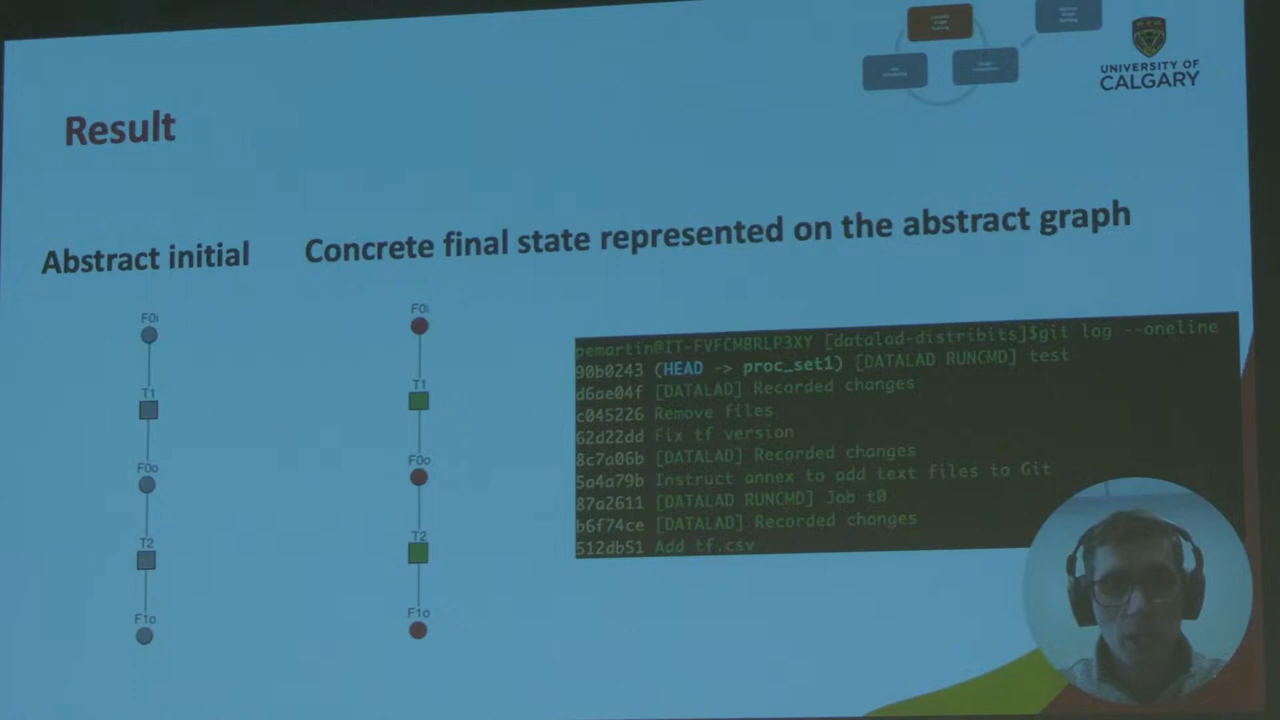 UNIVERSITY OF
CALGARY
Result
Abstract initial
Concrete final state represented on the abstract graph
F0i
T1
F0o
T2
F1o
F0i
T1
F0o
T2
F1o
pemartin@IT-FVFCM8RLP3XY [datalad-distribits]$git log --oneline
90b0243 (HEAD -> proc_set1) [DATALAD RUNCMD] test
d6ae04f [DATALAD] Recorded changes
c045226 Remove files
62d22dd Fix tf version
8c7a06b [DATALAD] Recorded changes
5a4a79b Instruct annex to add text files to Git
87a2611 [DATALAD RUNCMD] Job t0
b6f74ce [DATALAD] Recorded changes
512db51 Add tf.csv